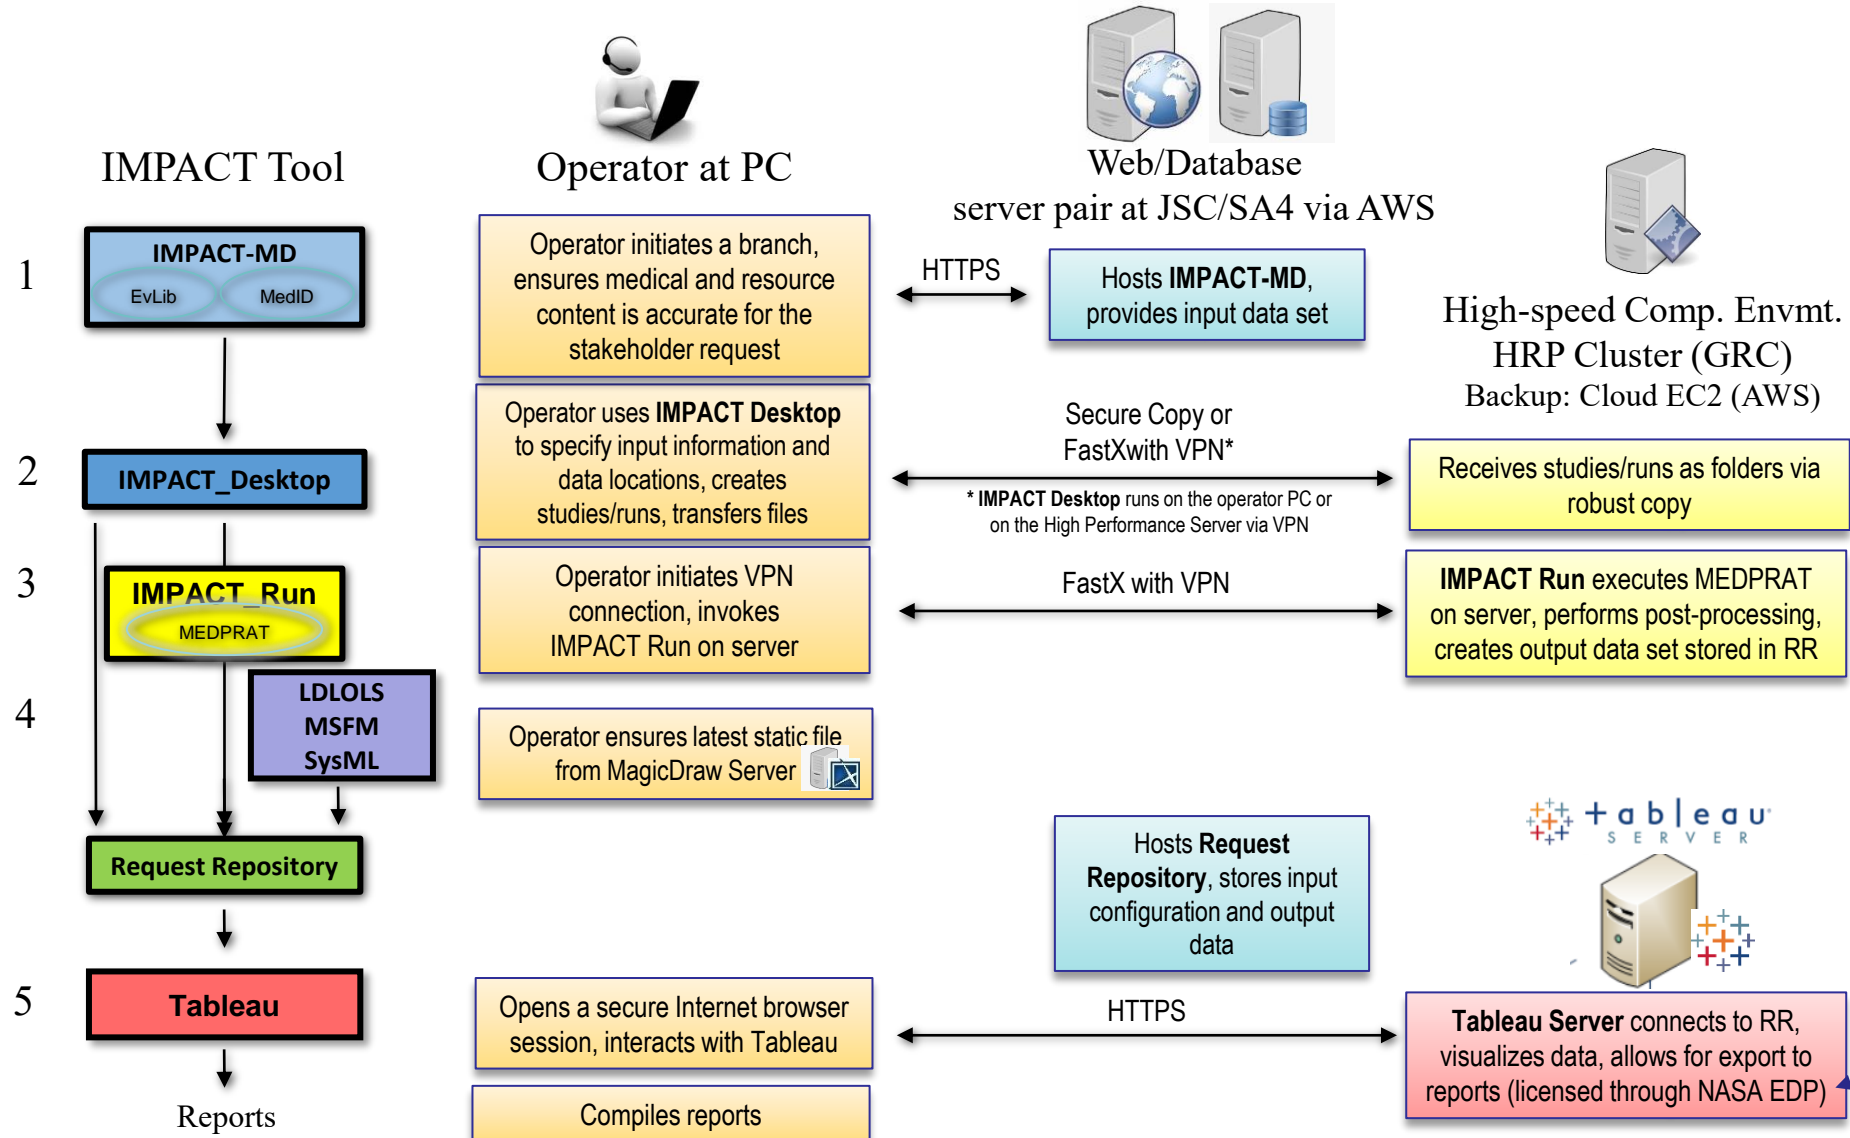 IMPACT Tool
Operator at PC
Web/Database
server pair at JSC/SA4 via AWS
High-speed Comp. Envmt.
HRP Cluster (GRC)
Backup: Cloud EC2 (AWS)
1
IMPACT-MD
EvLib
MedID
Operator initiates a branch,
ensures medical and resource
content is accurate for the
stakeholder request
HTTPS
Hosts IMPACT-MD,
provides input data set
2
IMPACT_Desktop
Operator uses IMPACT Desktop
to specify input information and
data locations, creates
studies/runs, transfers files
Secure Copy or
FastXwith VPN*
* IMPACT Desktop runs on the operator PC or
on the High Performance Server via VPN
Receives studies/runs as folders via
robust copy
3
IMPACT_Run
MEDPRAT
Operator initiates VPN
connection, invokes
IMPACT Run on server
FastX with VPN
IMPACT Run executes MEDPRAT
on server, performs post-processing,
creates output data set stored in RR
4
LDLOLS
MSFM
SysML
Operator ensures latest static file
from MagicDraw Server
Request Repository
Hosts Request
Repository, stores input
configuration and output
data
+ableau
SERVER
5
Tableau
Opens a secure Internet browser
session, interacts with Tableau
HTTPS
Tableau Server connects to RR,
visualizes data, allows for export to
reports (licensed through NASA EDP)
Reports
Compiles reports